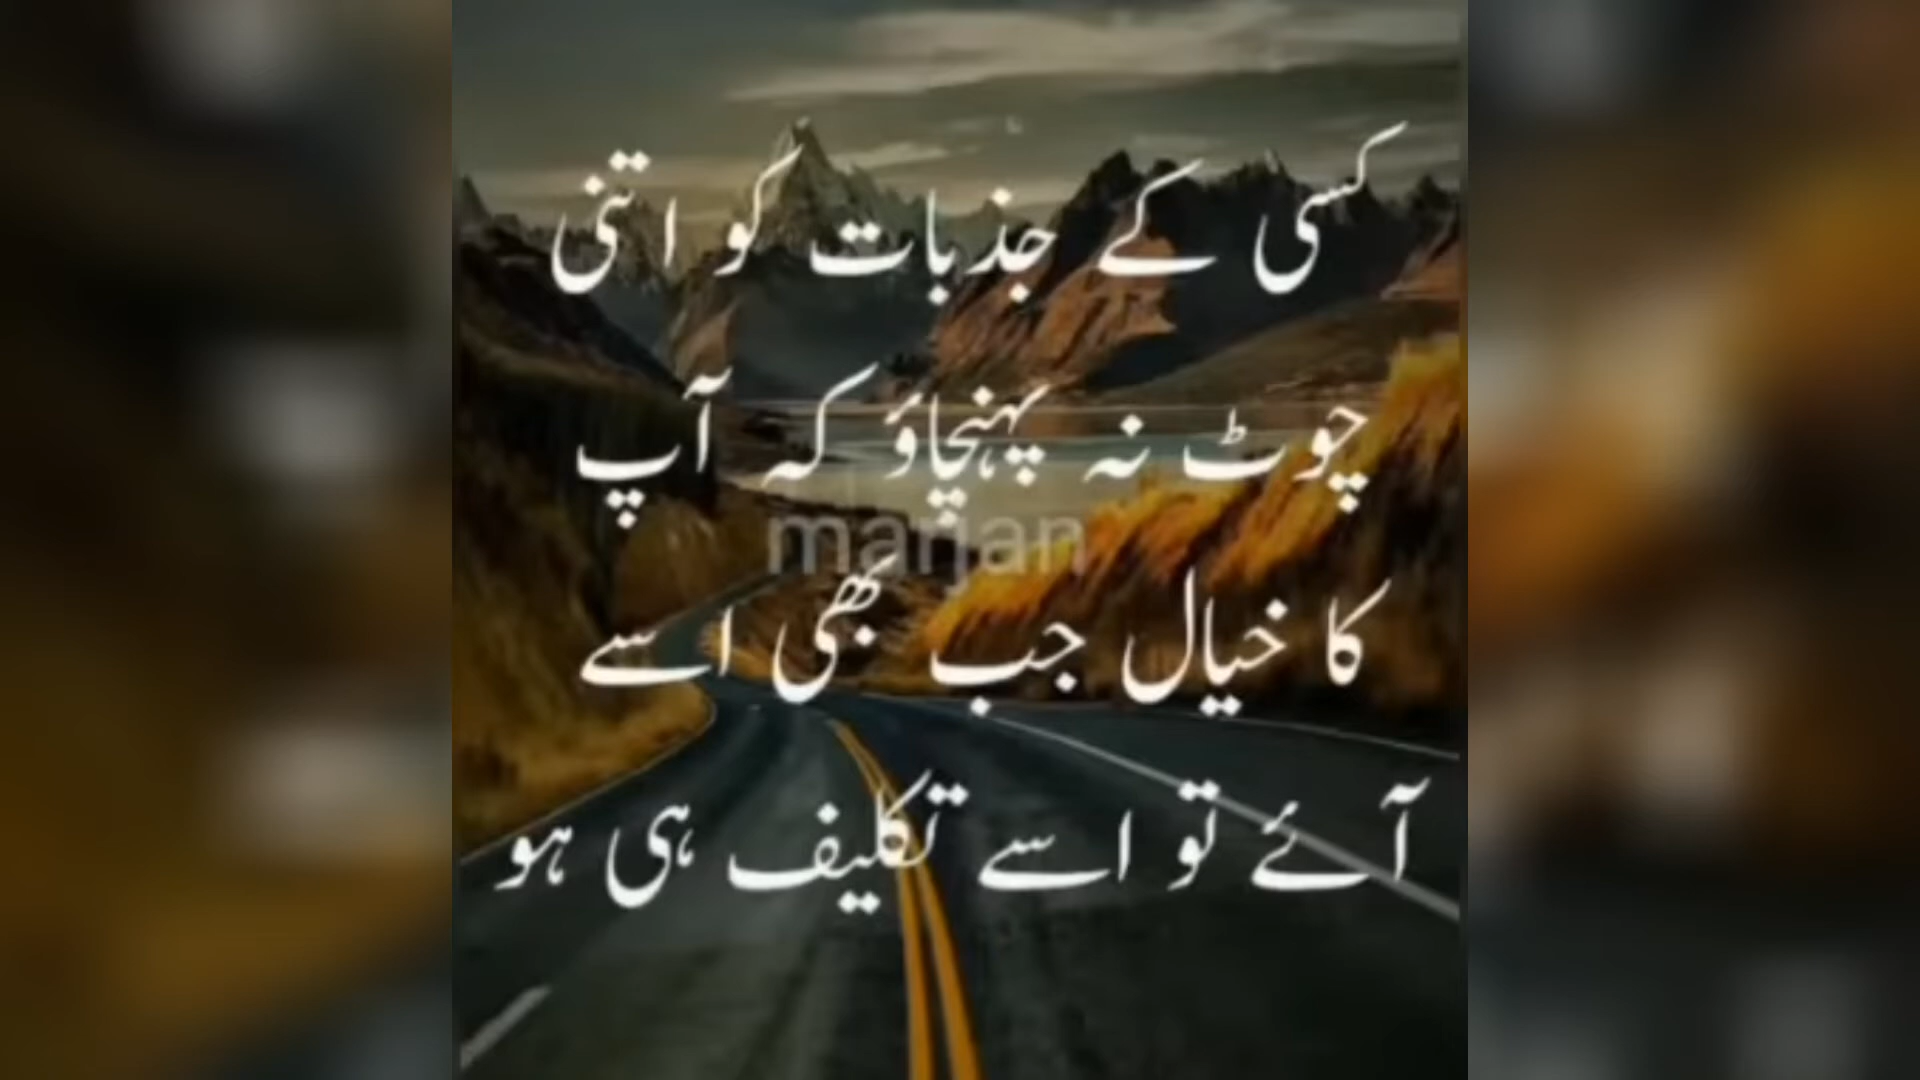 کسی کے جذبات کو اتنی
چوٹ نہ پہنچاؤ کہ آپ
marjan
کا خیال جب بھی اسے
آئے تو اسے تکلیف ہی ہو